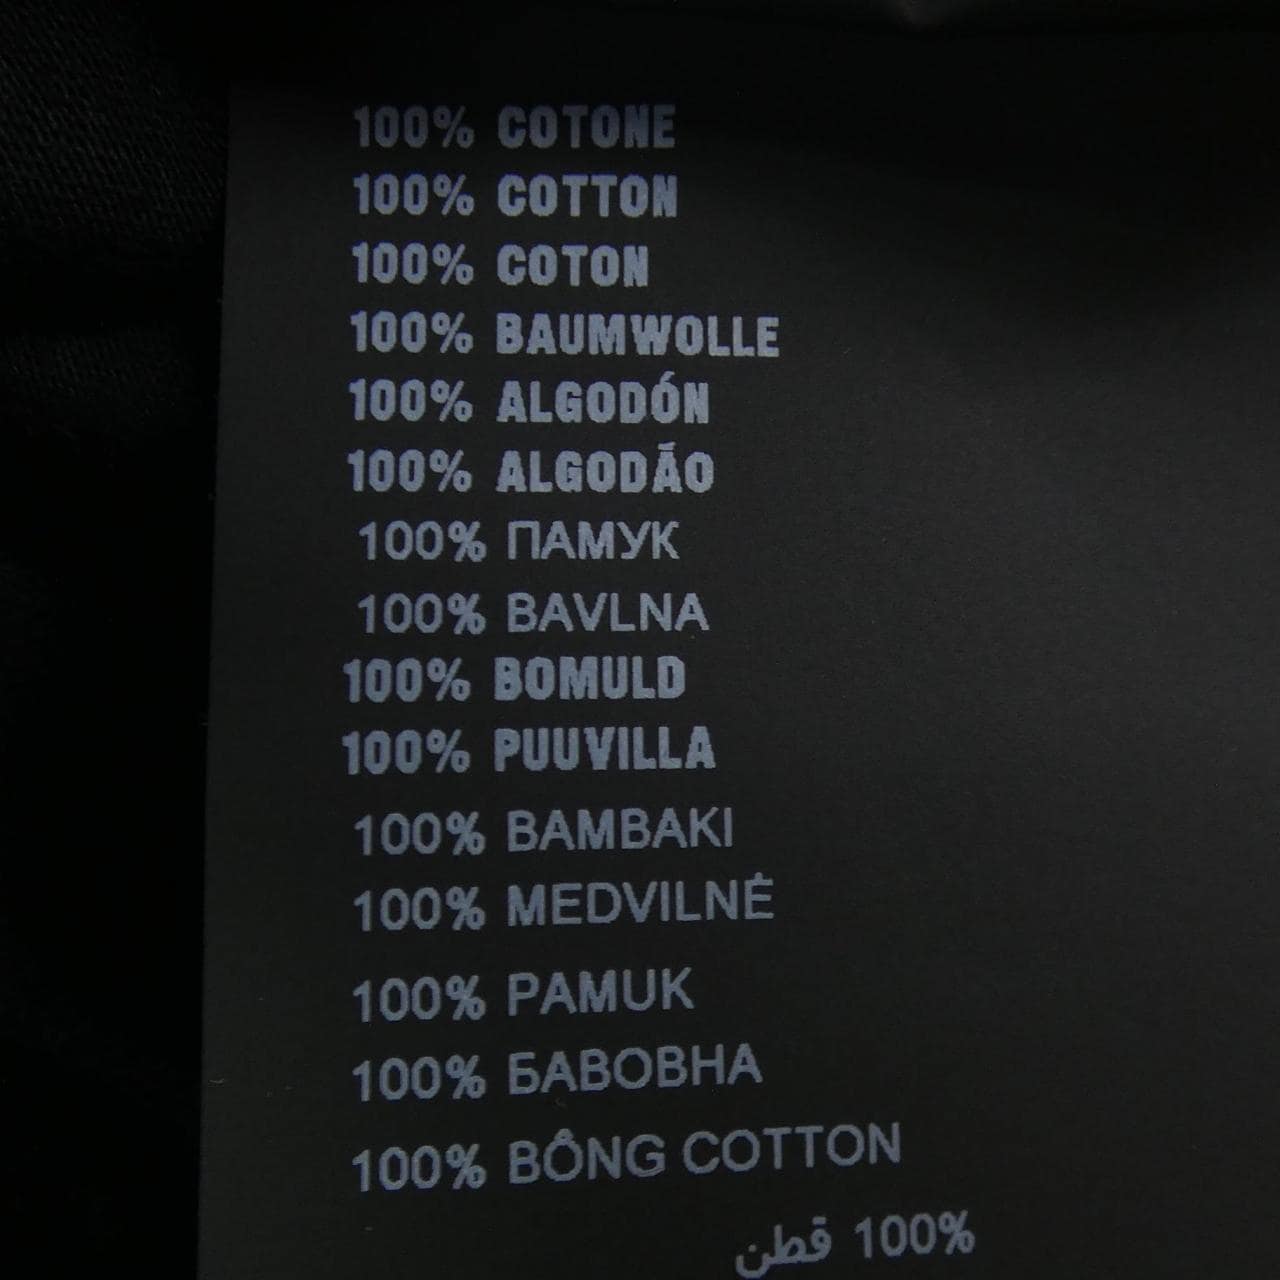 100% COTONE
100% COTTON
100% COTON
100% BAUMWOLLE
100% ALGODÓN
100% ALGODÃO
100% ПАМУК
100% BAVLNA
100% BOMULD
100% PUUVILLA
100% BAMBAKI
100% MEDVILNĖ
100% PAMUK
100% БАВОВНА
100% BÔNG COTTON
100% قطن